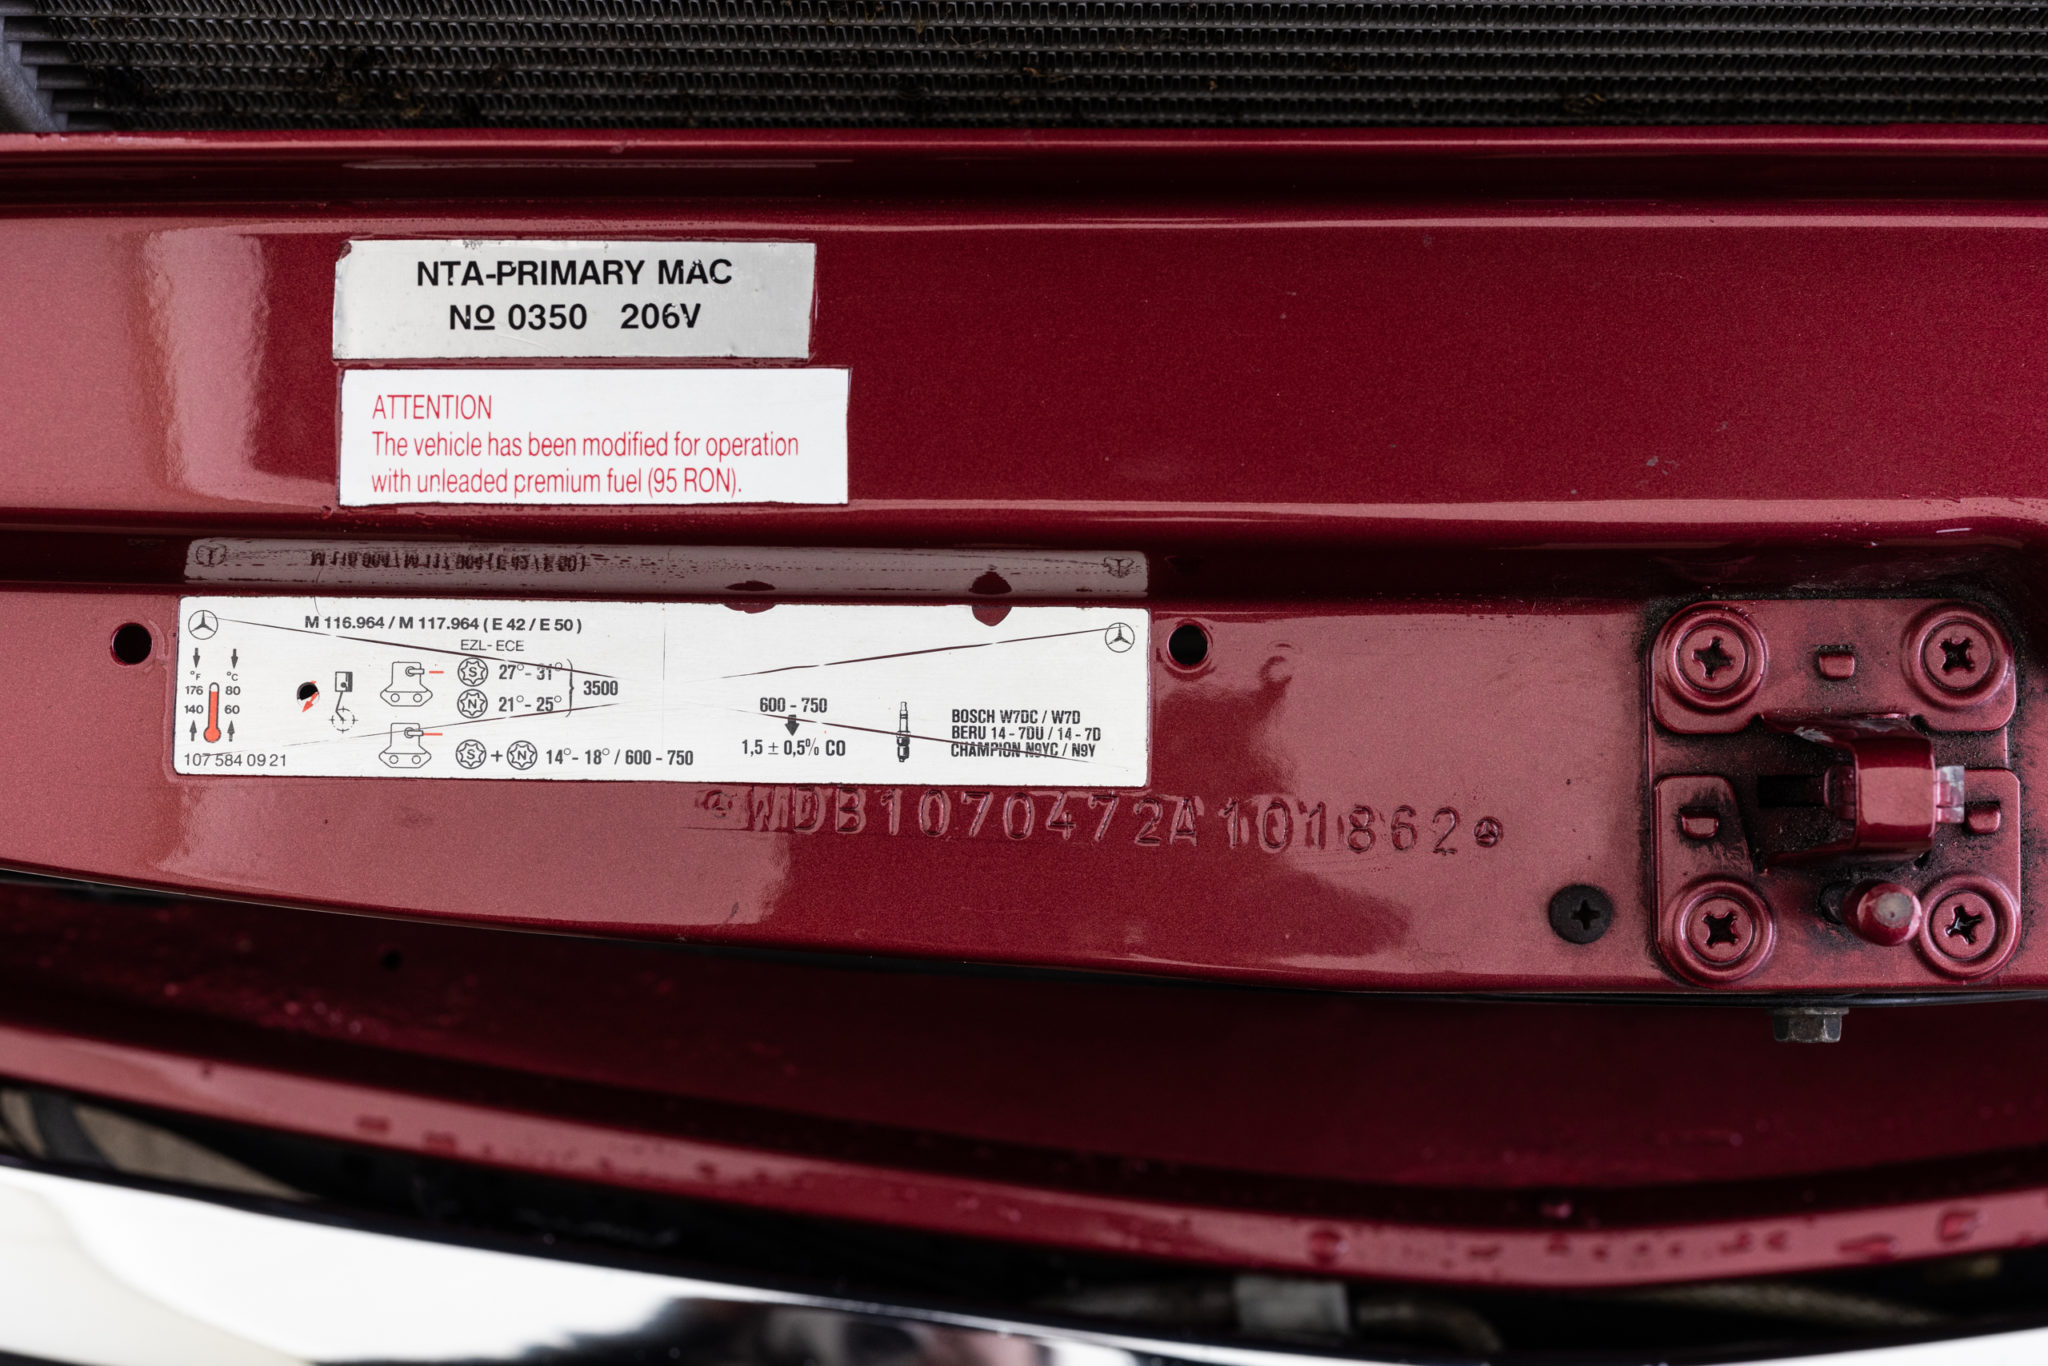 NTA-PRIMARY MAC
Nº 0350 206V
ATTENTION
The vehicle has been modified for operation
with unleaded premium fuel (95 RON).
M 116.964 / M 117.964 ( E 42 / E 50 )
EZL- ECE
°F °C
176 80
140 60
S 27° - 31°
N 21° - 25°
3500
S + N 14° - 18° / 600 - 750
600 - 750
1,5 ± 0,5% CO
BOSCH W7DC / W7D
BERU 14 - 7DU / 14 - 7D
CHAMPION N9YC / N9Y
107 584 09 21
WDB1070472A101862